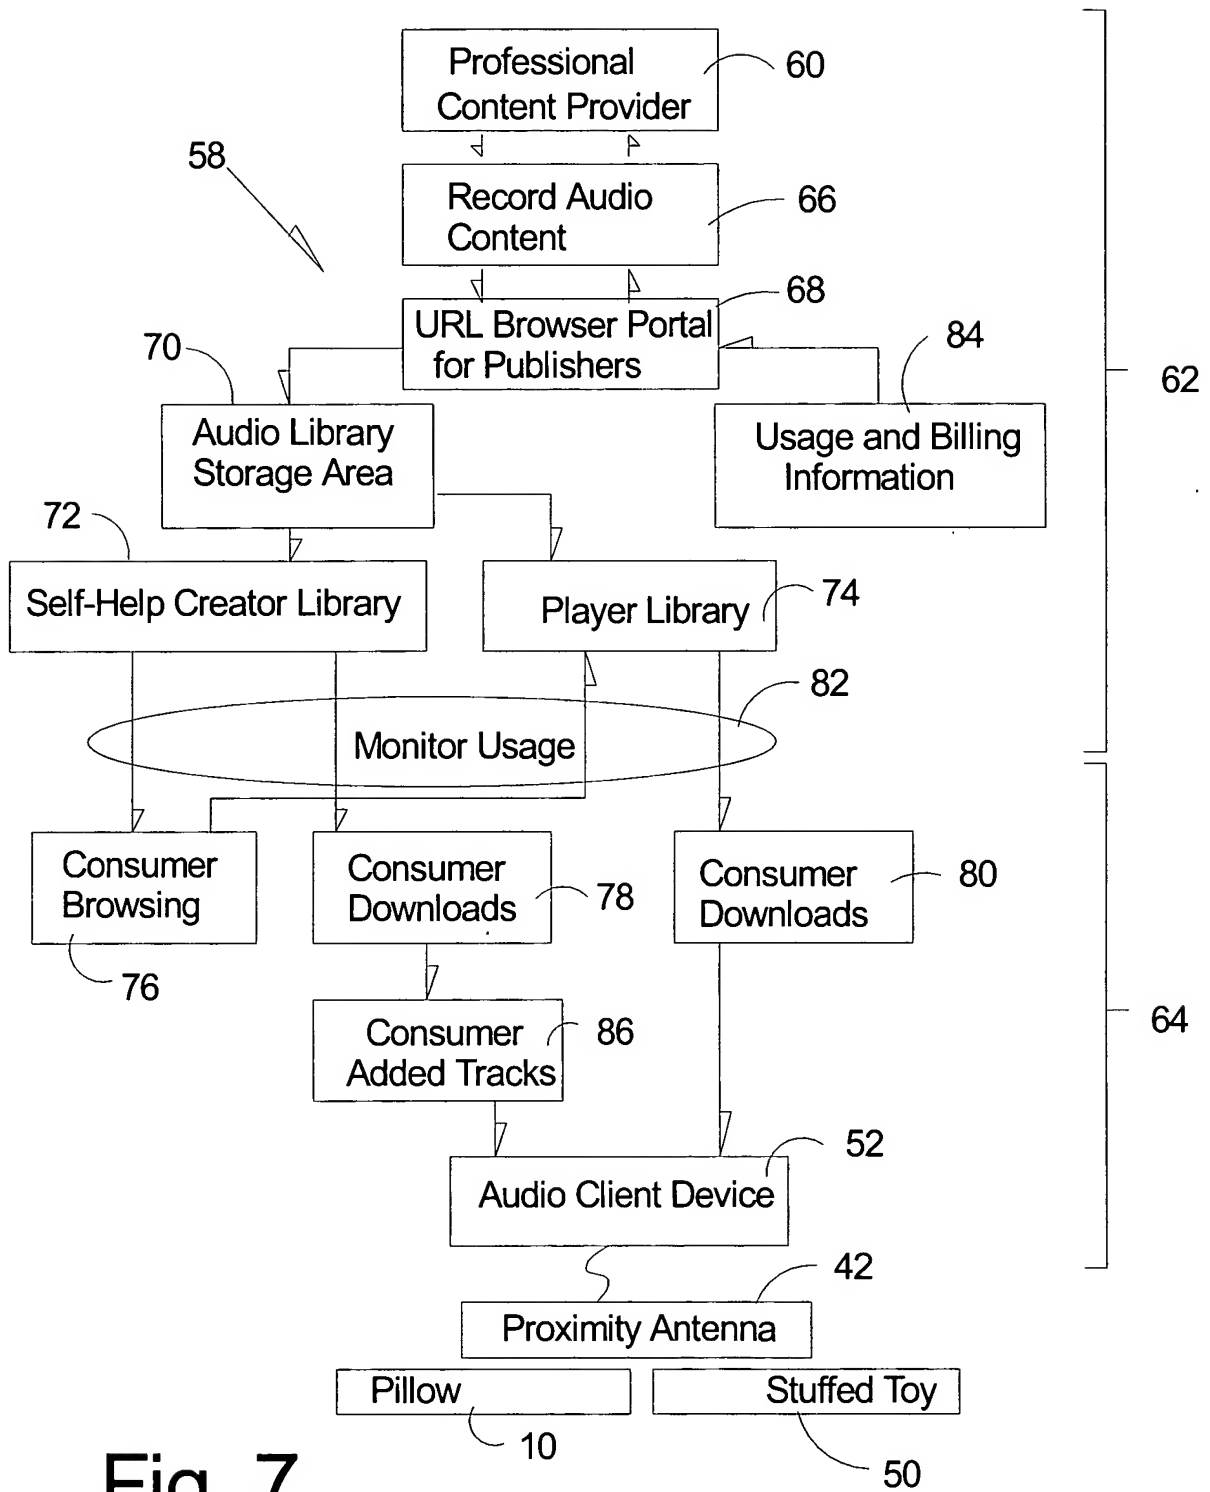 Professional
Content Provider
60
58
Record Audio
Content
66
URL Browser Portal
for Publishers
68
70
84
62
Audio Library
Storage Area
Usage and Billing
Information
72
Self-Help Creator Library
Player Library
74
82
Monitor Usage
Consumer
Browsing
Consumer
Downloads
78
Consumer
Downloads
80
76
Consumer
Added Tracks
86
64
52
Audio Client Device
42
Proximity Antenna
Pillow
Stuffed Toy
10
50
Fig. 7